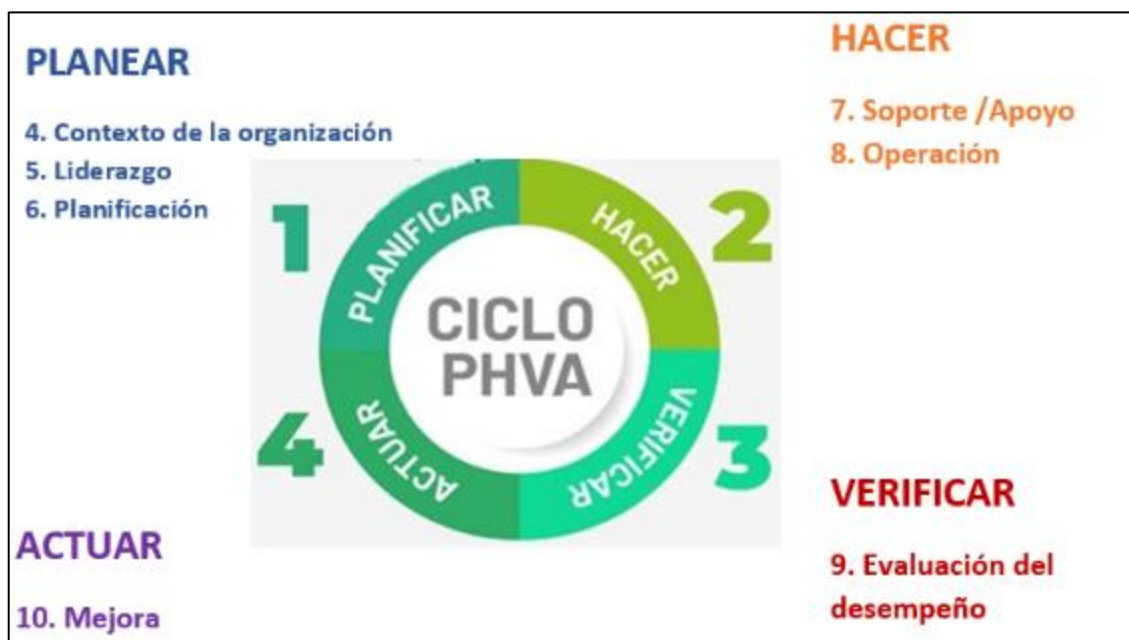 PLANEAR
4. Contexto de la organización
5. Liderazgo
6. Planificación
HACER
7. Soporte /Apoyo
8. Operación
1
PLANIFICAR
HACER
2
CICLO
PHVA
4
ACTUAR
VERIFICAR
3
VERIFICAR
9. Evaluación del
desempeño
ACTUAR
10. Mejora